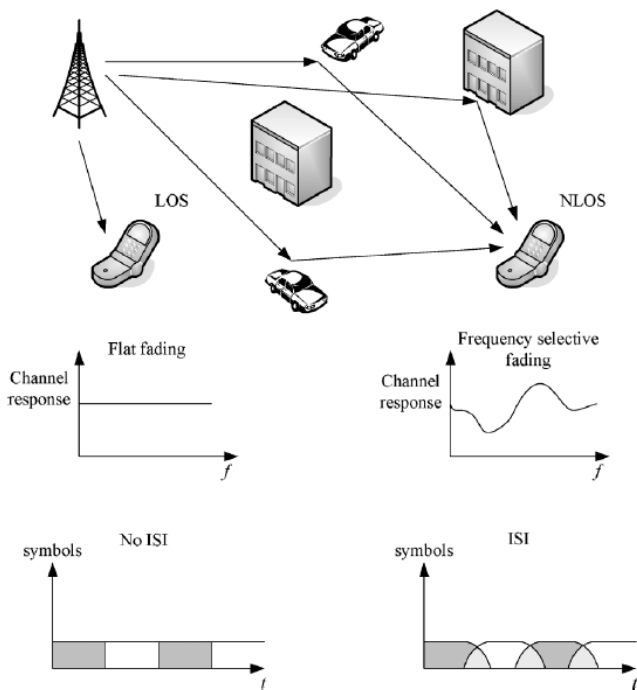 LOS
NLOS
Flat fading
Channel
response
f
Frequency selective
fading
Channel
response
f
No ISI
symbols
t
ISI
symbols
t